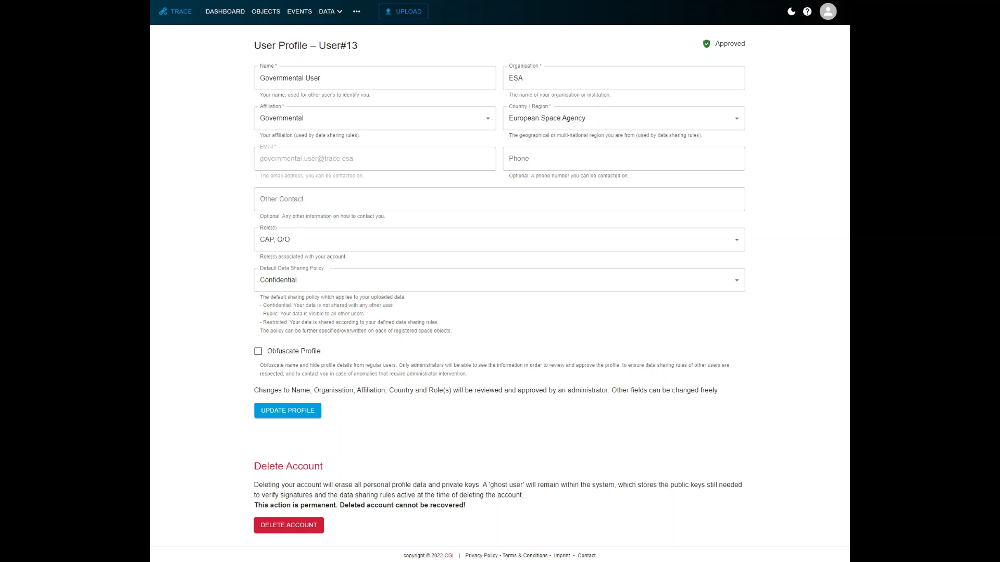 TRACE DASHBOARD OBJECTS EVENTS DATA UPLOAD
User Profile – User#13
Approved
Name *
Governmental User
Your name, used for other user's to identify you.
Organisation *
ESA
The name of your organisation or institution.
Affiliation *
Governmental
Your affiliation (used by data sharing rules).
Country / Region *
European Space Agency
The geographical or multi-national region you are from (used by data sharing rules).
EMail *
governmental.user@trace.esa
The email address, you can be contacted on.
Phone
Optional: A phone number you can be contacted on.
Other Contact
Optional: Any other information on how to contact you.
Role(s)
CAP, O/O
Role(s) associated with your account
Default Data Sharing Policy
Confidential
The default sharing policy which applies to your uploaded data:
- Confidential: Your data is not shared with any other user.
- Public: Your data is visible to all other users.
- Restricted: Your data is shared according to your defined data sharing rules.
The policy can be further specified/overwritten on each of registered space objects.
Obfuscate Profile
Obfuscate name and hide profile details from regular users. Only administrators will be able to see the information in order to review and approve the profile, to ensure data sharing rules of other users are
respected, and to contact you in case of anomalies that require administrator intervention.
Changes to Name, Organisation, Affiliation, Country and Role(s) will be reviewed and approved by an administrator. Other fields can be changed freely.
UPDATE PROFILE
Delete Account
Deleting your account will erase all personal profile data and private keys. A 'ghost user' will remain within the system, which stores the public keys still needed
to verify signatures and the data sharing rules active at the time of deleting the account.
This action is permanent. Deleted account cannot be recovered!
DELETE ACCOUNT
copyright © 2022 CGI | Privacy Policy • Terms & Conditions • Imprint • Contact